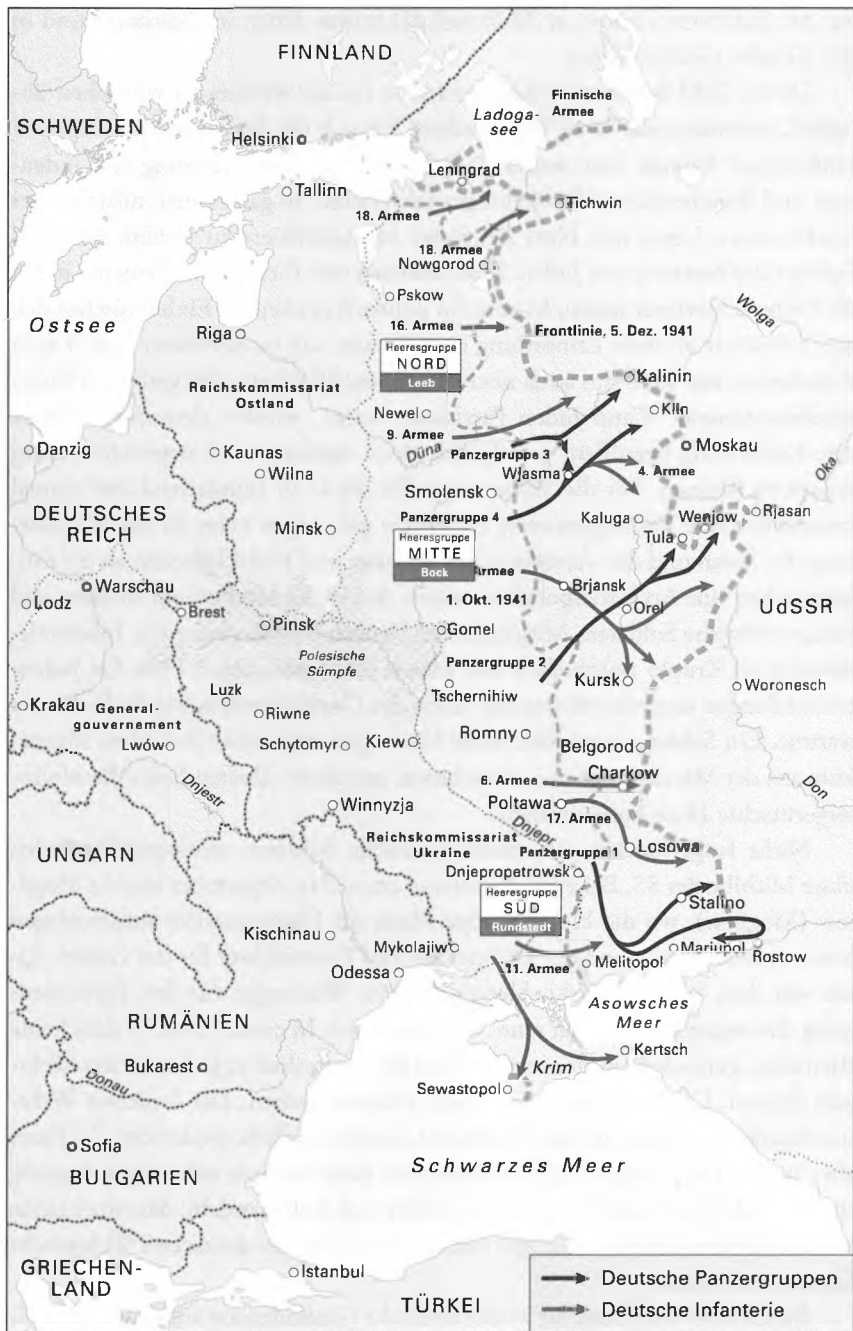 FINNLAND
Finnische
Armee
Ladoga-
see
SCHWEDEN
Helsinki
Leningrad
Tallinn
Tichwin
18. Armee
18. Armee
Nowgorod
Pskow
Ostsee
Wolga
16. Armee
Frontlinie, 5. Dez. 1941
Riga
Heeresgruppe
NORD
Leeb
Kalinin
Reichskommissariat
Ostland
Klin
Newel
9. Armee
Moskau
Danzig
Kaunas
Düna
Panzergruppe 3
Oka
Wilna
Wjasma
4. Armee
Smolensk
DEUTSCHES
REICH
Panzergruppe 4
Kaluga
Wenjow
Rjasan
Minsk
Tula
Heeresgruppe
MITTE
Bock
Warschau
Armee
Brjansk
1. Okt. 1941
Lodz
Brest
Orel
UdSSR
Pinsk
Gomel
Polesische
Sümpfe
Panzergruppe 2
Kursk
Tschernihiw
Woronesch
Krakau
General-
gouvernement
Luzk
Riwne
Romny
Lwów
Schytomyr
Kiew
Belgorod
Don
Dnjestr
6. Armee
Charkow
Winnyzja
Poltawa
17. Armee
UNGARN
Dnjepr
Reichskommissariat
Ukraine
Losowa
Panzergruppe 1
Dnjepropetrowsk
Heeresgruppe
SÜD
Rundstedt
Stalino
Kischinau
Mykolajiw
Mariupol
Rostow
Odessa
11. Armee
Melitopol
Asowsches
Meer
RUMÄNIEN
Kertsch
Krim
Bukarest
Donau
Sewastopol
Sofia
Schwarzes Meer
BULGARIEN
GRIECHEN-
LAND
Istanbul
TÜRKEI
Deutsche Panzergruppen
Deutsche Infanterie